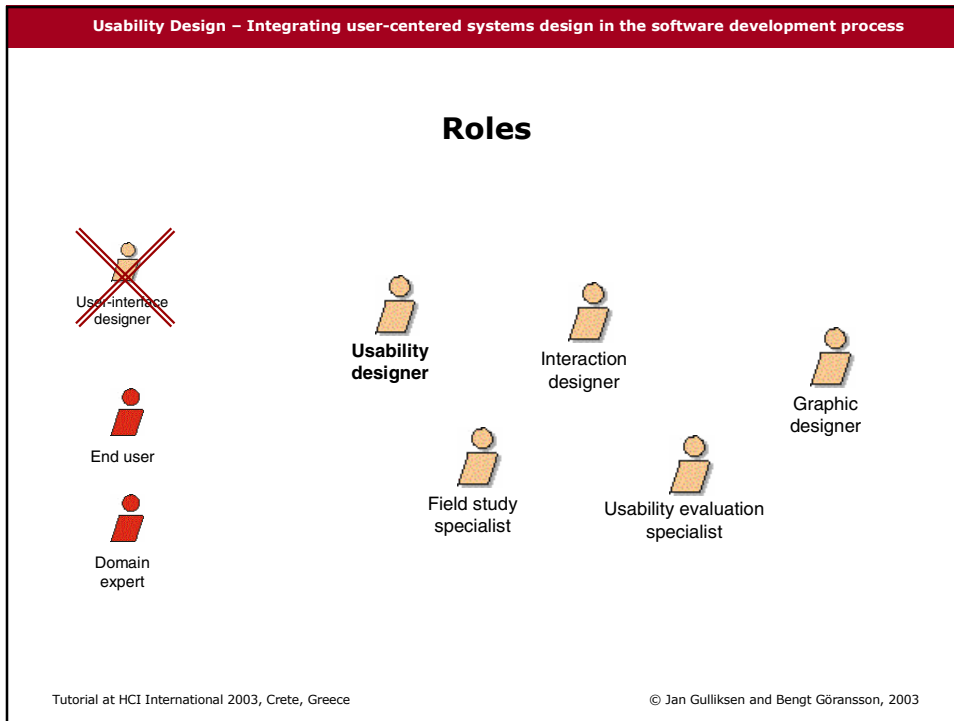 Usability Design – Integrating user-centered systems design in the software development process
Roles
User-interface
designer
End user
Domain
expert
Usability
designer
Interaction
designer
Graphic
designer
Field study
specialist
Usability evaluation
specialist
Tutorial at HCI International 2003, Crete, Greece
© Jan Gulliksen and Bengt Göransson, 2003